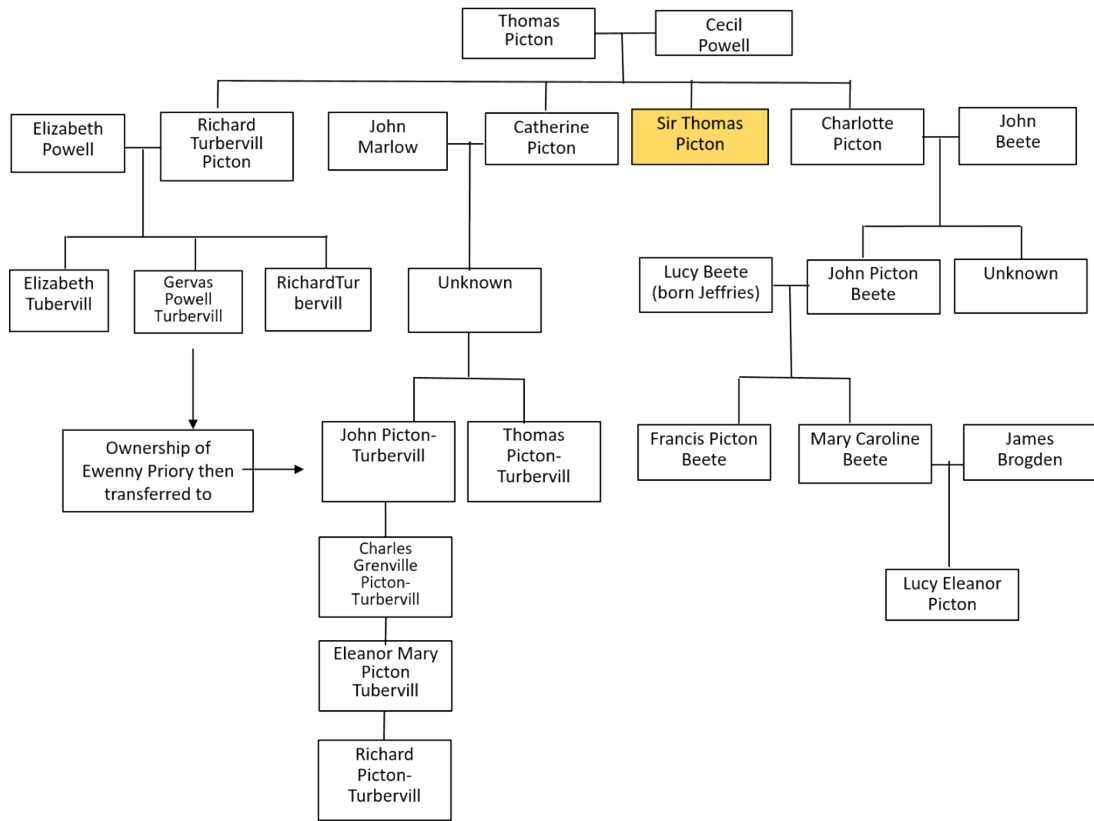 Thomas
Picton
Cecil
Powell
Elizabeth
Powell
Richard
Turbervill
Picton
John
Marlow
Catherine
Picton
Sir Thomas
Picton
Charlotte
Picton
John
Beete
Elizabeth
Tubervill
Gervas
Powell
Turbervill
RichardTur
bervill
Unknown
Lucy Beete
(born Jeffries)
John Picton
Beete
Unknown
Ownership of
Ewenny Priory then
transferred to
John Picton-
Turbervill
Thomas
Picton-
Turbervill
Francis Picton
Beete
Mary Caroline
Beete
James
Brogden
Charles
Grenville
Picton-
Turbervill
Lucy Eleanor
Picton
Eleanor Mary
Picton
Tubervill
Richard
Picton-
Turbervill